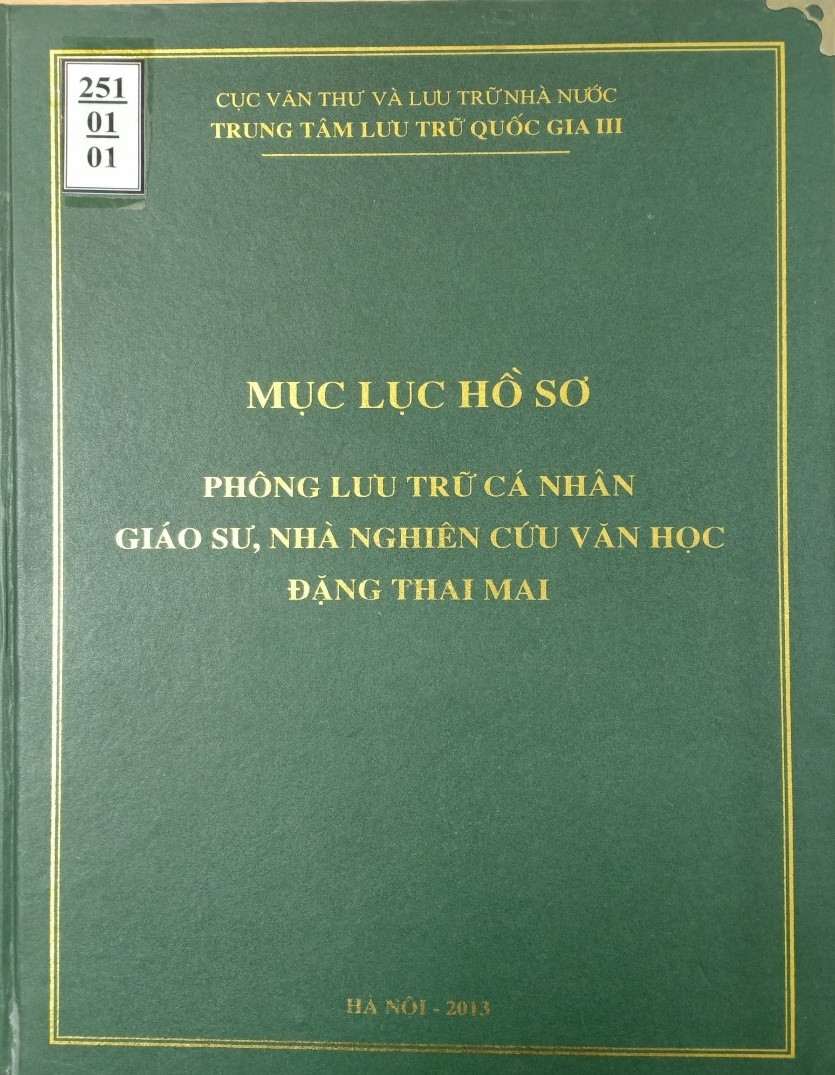 251
01
01
CỤC VĂN THƯ VÀ LƯU TRỮ NHÀ NƯỚC
TRUNG TÂM LƯU TRỮ QUỐC GIA III
MỤC LỤC HỒ SƠ
PHÔNG LƯU TRỮ CÁ NHÂN
GIÁO SƯ, NHÀ NGHIÊN CỨU VĂN HỌC
ĐẶNG THAI MAI
HÀ NỘI - 2013